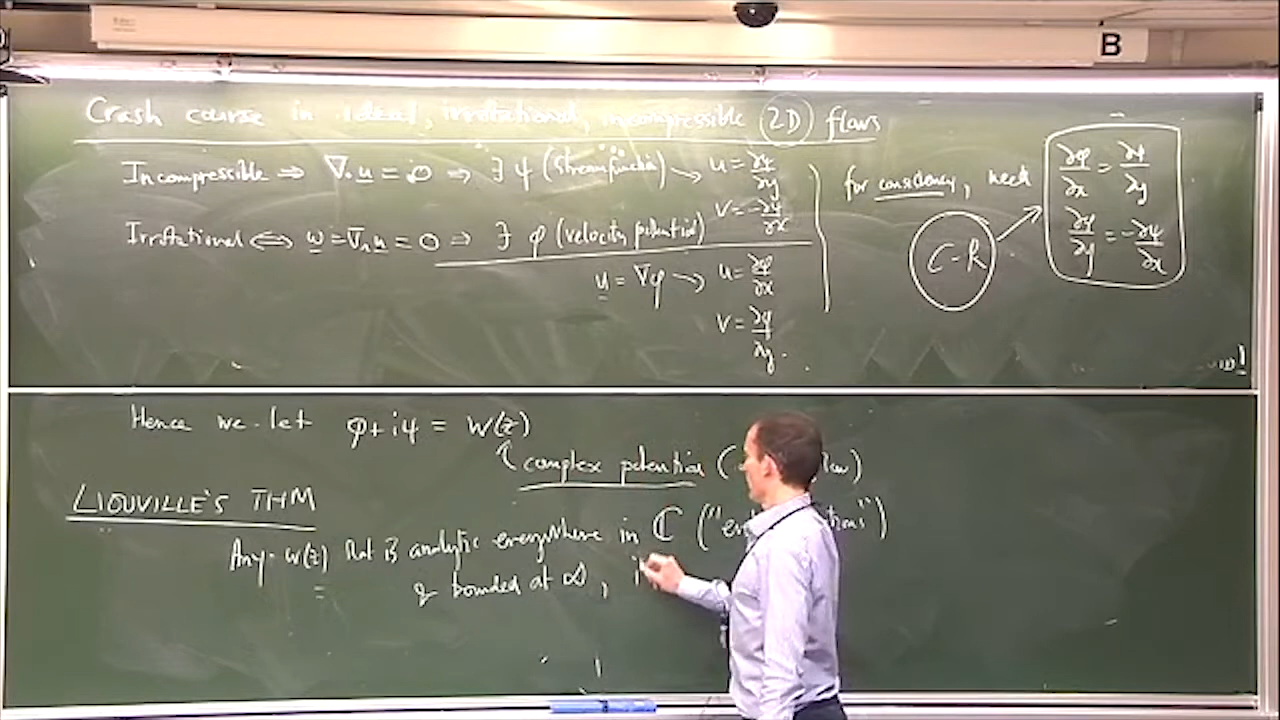 B
Crash course in ideal, irrotational, incompressible 2D flows
Incompressible ⇒ ∇·u = 0 ⇒ ∃ ψ (streamfunction) → u = ∂ψ/∂y
v = -∂ψ/∂x
Irrotational ⇔ ω = ∇∧u = 0 ⇒ ∃ φ (velocity potential)
u = ∇φ → u = ∂φ/∂x
v = ∂φ/∂y.
for consistency, need
C-R
∂φ/∂x = ∂ψ/∂y
∂φ/∂y = -∂ψ/∂x
Hence we let φ+iψ = w(z)
complex potential (
LIOUVILLE'S THM
Any w(z) that is analytic everywhere in ℂ ("
& bounded at ∞,